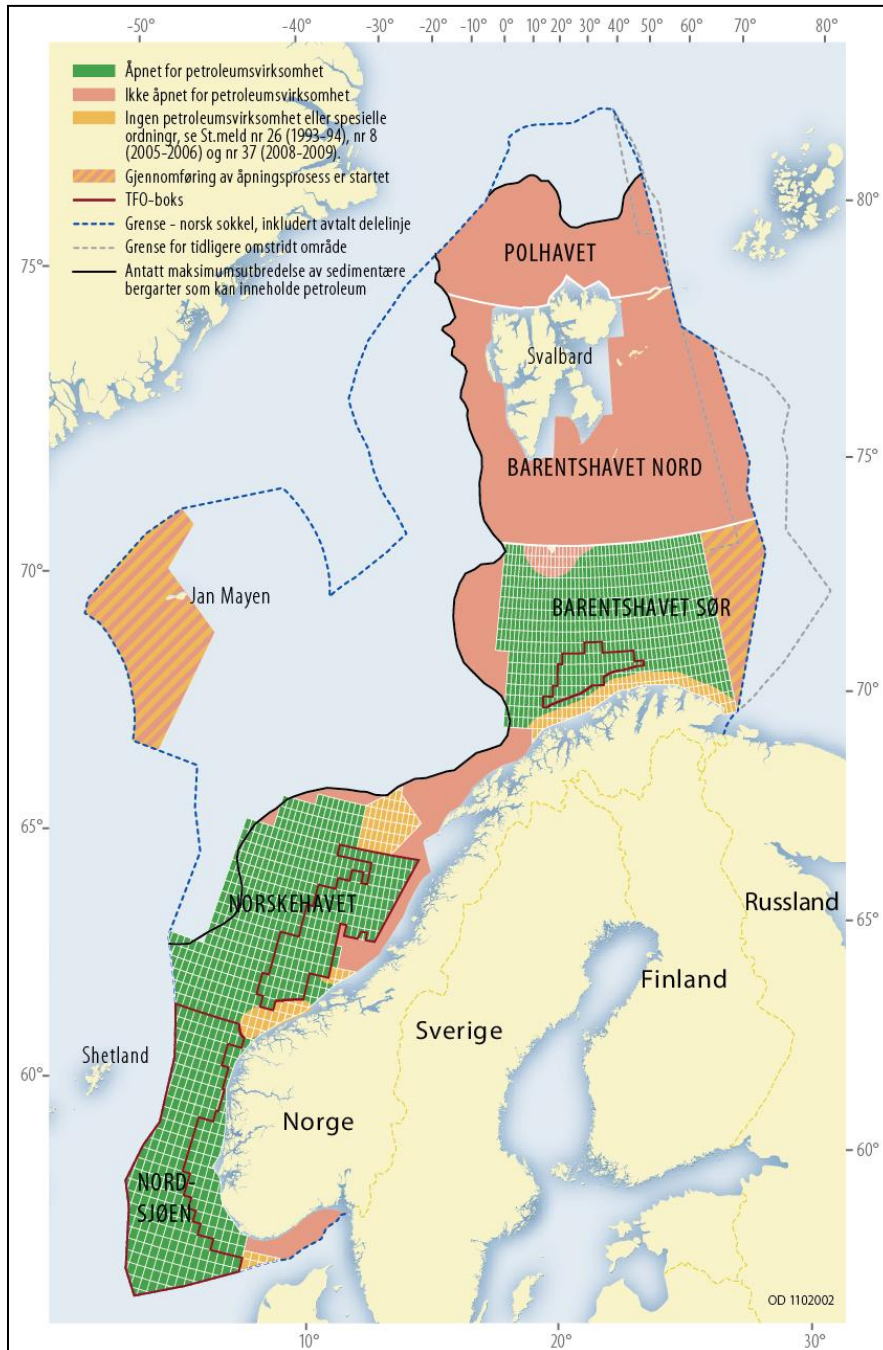 -50°
-40°
-30°
-20°
-10°
0°
10°
20°
30°
40°
50°
60°
70°
80°
Åpnet for petroleumsvirksomhet
Ikke åpnet for petroleumsvirksomhet
Ingen petroleumsvirksomhet eller spesielle
ordningr, se St.meld nr 26 (1993-94), nr 8
(2005-2006) og nr 37 (2008-2009).
Gjennomføring av åpningsprosess er startet
TFO-boks
Grense - norsk sokkel, inkludert avtalt delelinje
Grense for tidligere omstridt område
Antatt maksimumsutbredelse av sedimentære
bergarter som kan inneholde petroleum
80°
POLHAVET
75°
Svalbard
75°
BARENTSHAVET NORD
70°
Jan Mayen
BARENTSHAVET SØR
70°
65°
NORSKEHAVET
Russland
65°
Finland
Sverige
Shetland
60°
Norge
60°
NORD-
SJØEN
OD 1102002
10°
20°
30°